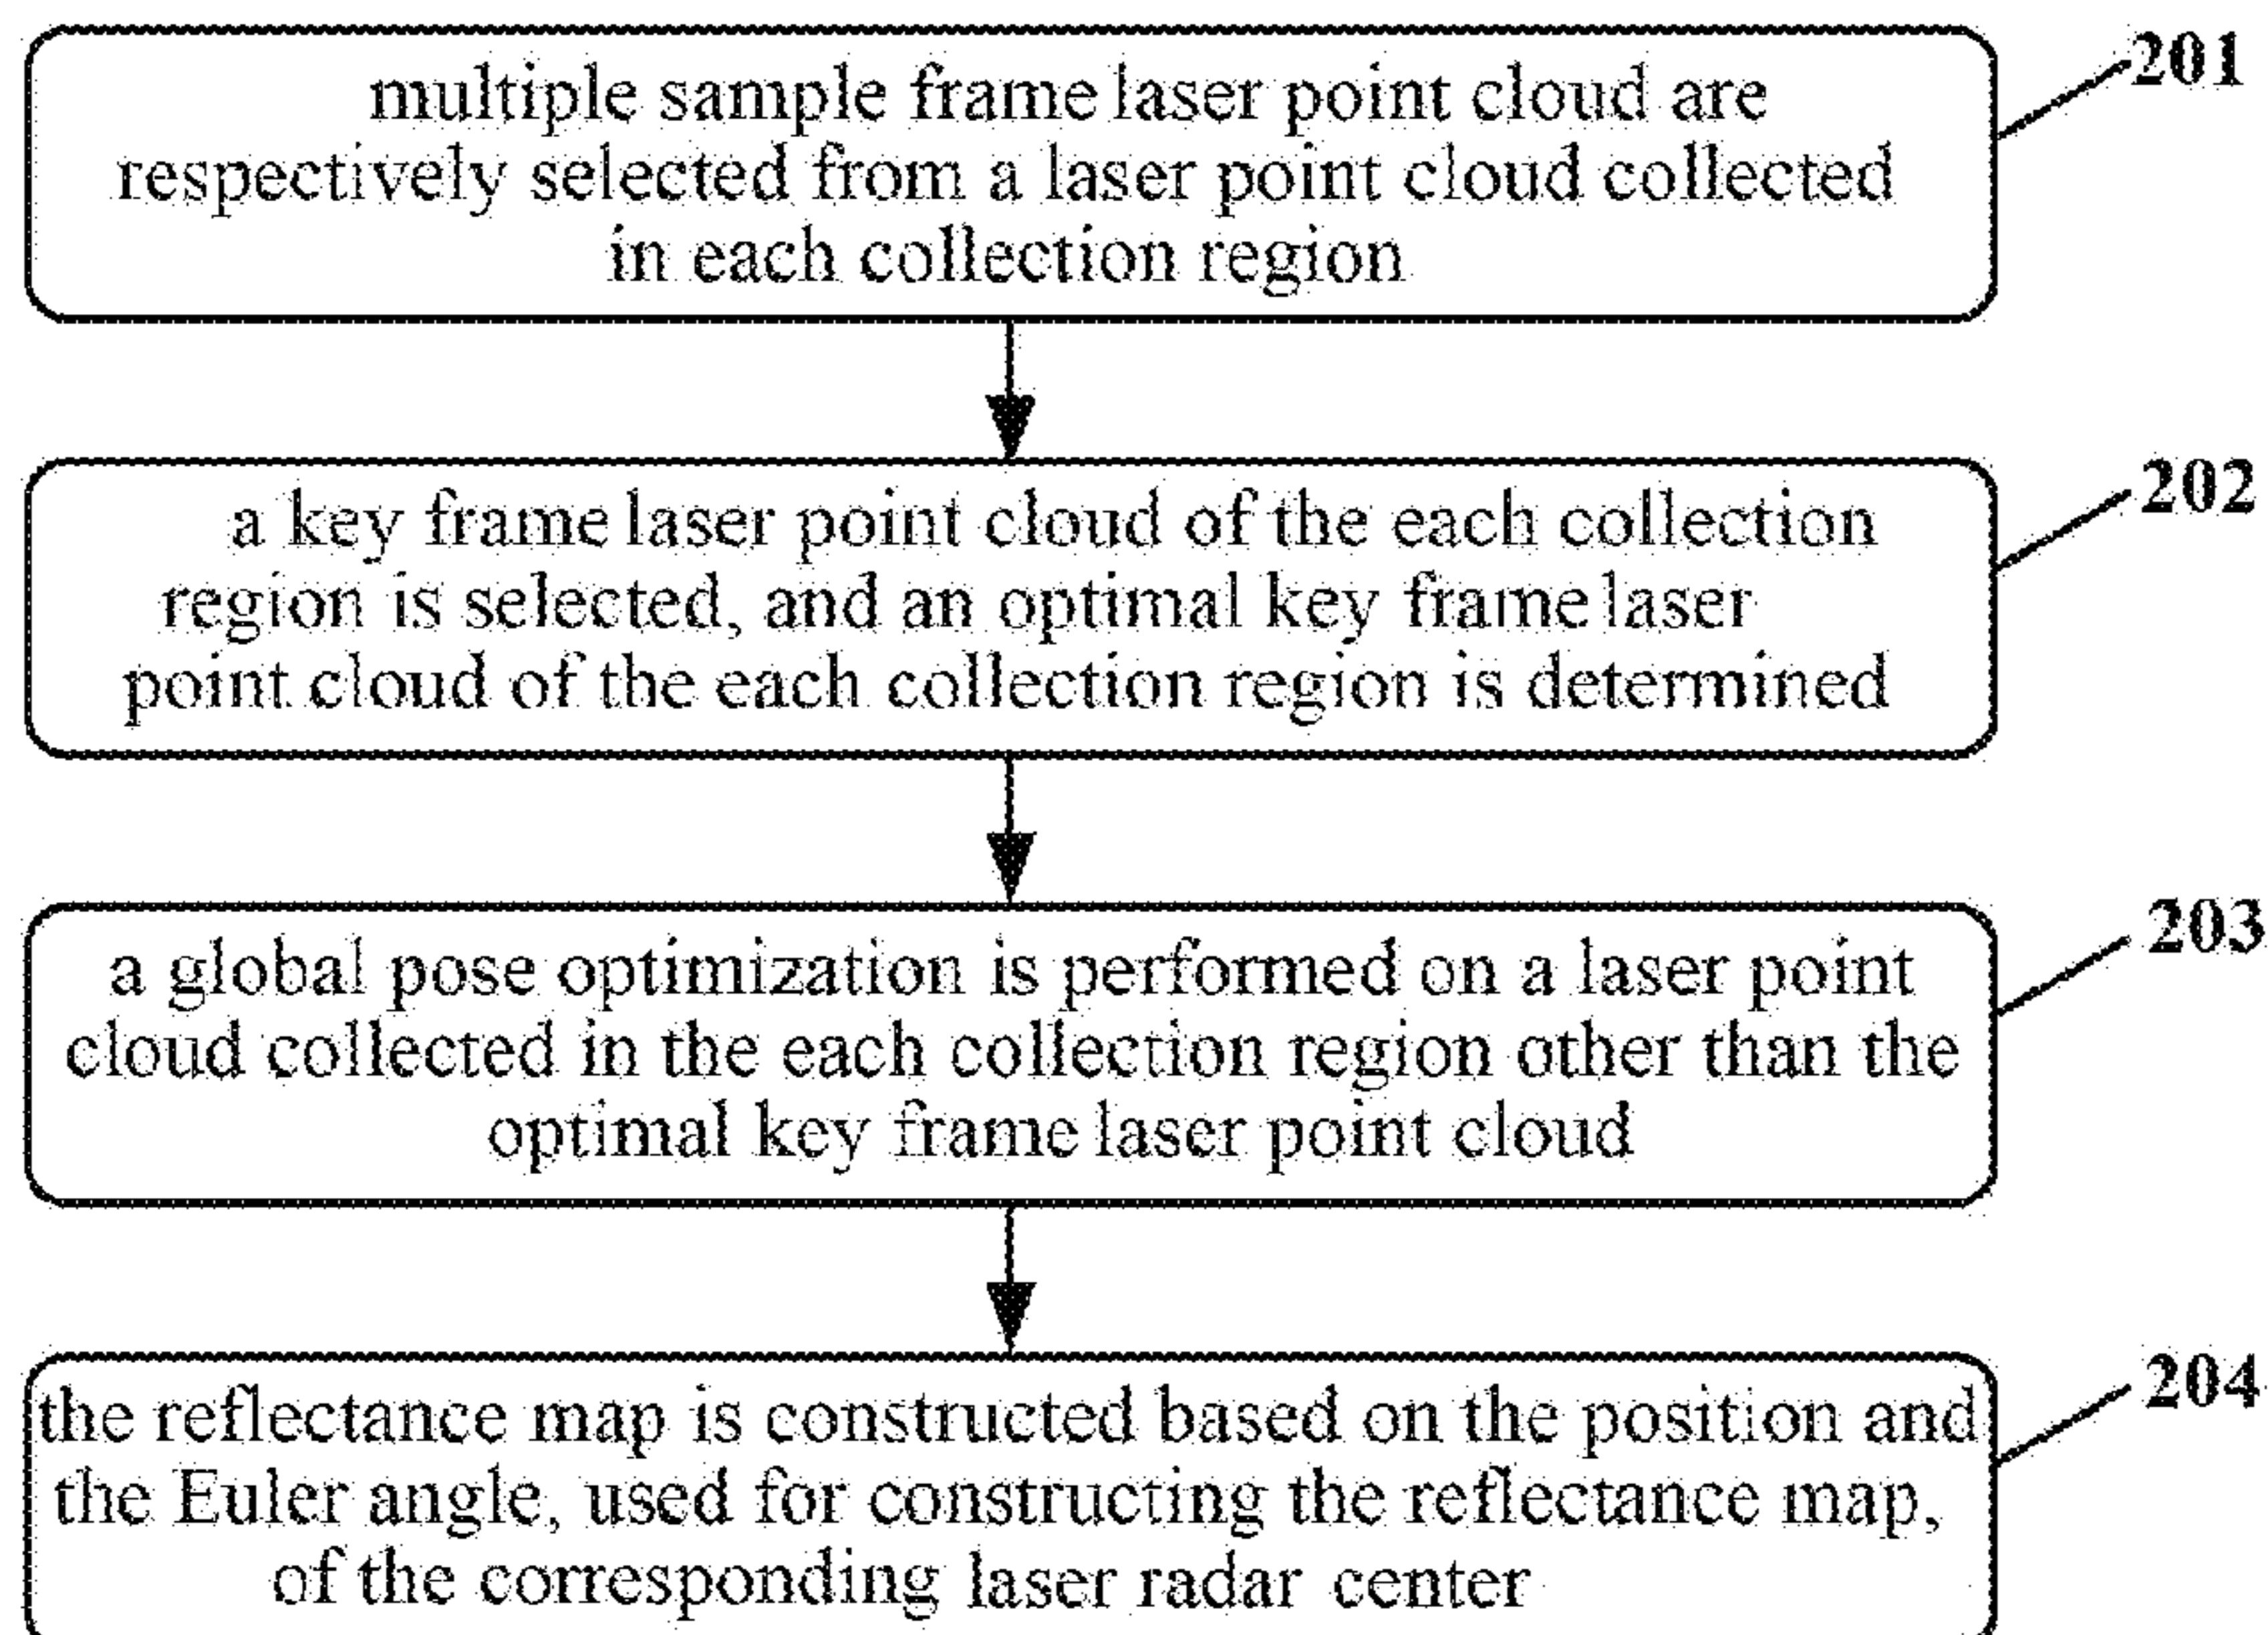 multiple sample frame laser point cloud are
respectively selected from a laser point cloud collected
in each collection region
201
a key frame laser point cloud of the each collection
region is selected, and an optimal key frame laser
point cloud of the each collection region is determined
202
a global pose optimization is performed on a laser point
cloud collected in the each collection region other than the
optimal key frame laser point cloud
203
the reflectance map is constructed based on the position and
the Euler angle, used for constructing the reflectance map,
of the corresponding laser radar center
204